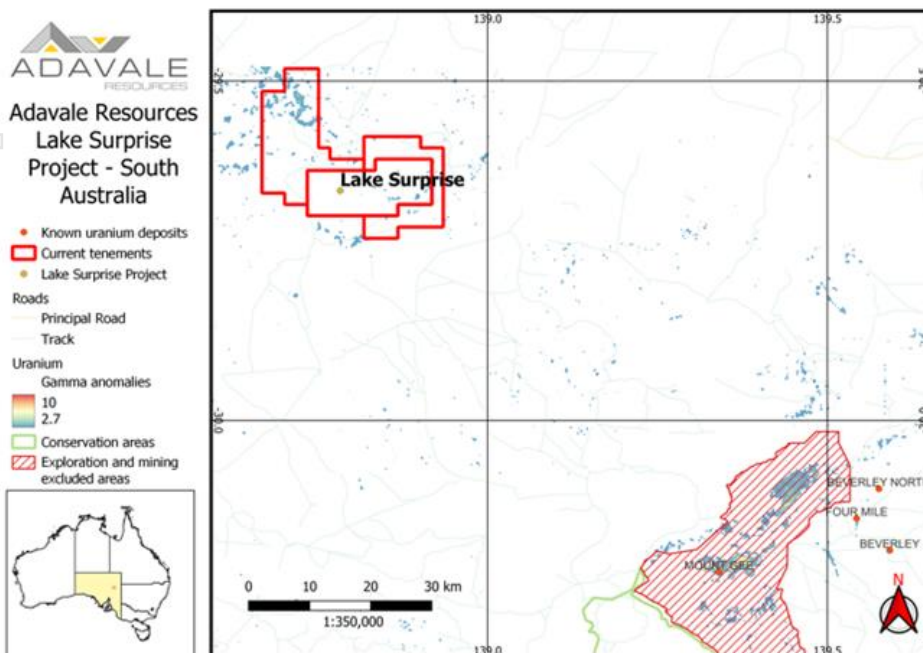 ADAVALE
RESOURCES
Adavale Resources
Lake Surprise
Project - South
Australia
Known uranium deposits
Current tenements
Lake Surprise Project
Roads
Principal Road
Track
Uranium
Gamma anomalies
10
2.7
Conservation areas
Exploration and mining
excluded areas
139.0
139.5
Lake Surprise
-30.0
BEVERLEY NORTH
FOUR MILE
BEVERLEY
MOUNT GEE
0 10 20 30 km
1:350,000
N
139.0
139.5